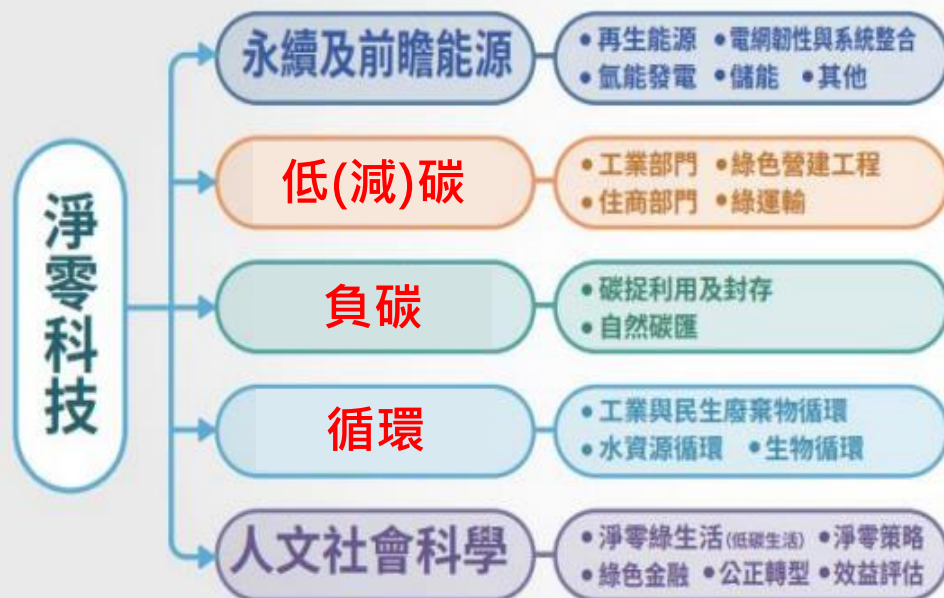 淨零科技
永續及前瞻能源
•再生能源 •電網韌性與系統整合
•氫能發電 •儲能 •其他
低(減)碳
•工業部門 •綠色營建工程
•住商部門 •綠運輸
負碳
•碳捉利用及封存
•自然碳匯
循環
•工業與民生廢棄物循環
•水資源循環 •生物循環
人文社會科學
•淨零綠生活(低碳生活) •淨零策略
•綠色金融 •公正轉型 •效益評估